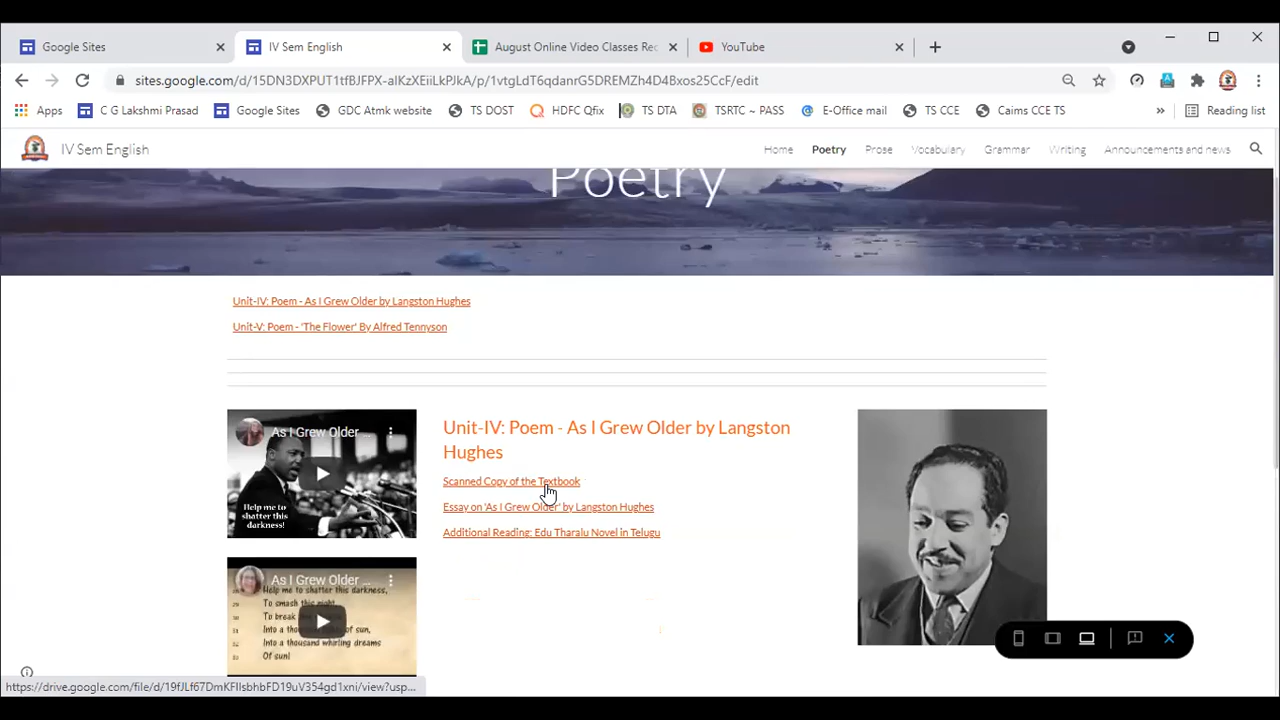 Google Sites
IV Sem English
August Online Video Classes Rec
YouTube
sites.google.com/d/15DN3DXPUT1tfBJFPX-alKzXEiiLkPJkA/p/1vtgLdT6qdanrG5DREMZh4D4Bxos25CcF/edit
Apps
C G Lakshmi Prasad
Google Sites
GDC Atmk website
TS DOST
HDFC Qfix
TS DTA
TSRTC ~ PASS
E-Office mail
TS CCE
Caims CCE TS
»
Reading list
IV Sem English
Home
Poetry
Prose
Vocabulary
Grammar
Writing
Announcements and news
Poetry
Unit-IV: Poem - As I Grew Older by Langston Hughes
Unit-V: Poem - 'The Flower' By Alfred Tennyson
As I Grew Older ...
Help me to
shatter this
darkness!
Unit-IV: Poem - As I Grew Older by Langston
Hughes
Scanned Copy of the Textbook
Essay on 'As I Grew Older' by Langston Hughes
Additional Reading: Edu Tharalu Novel in Telugu
As I Grew Older ...
Help me to shatter this darkness,
To smash this night,
To break
Into a thousand of sun,
Into a thousand whirling dreams
Of sun!
https://drive.google.com/file/d/19fJLf67DmKFIlsbhbFD19uV354gd1xni/view?usp...